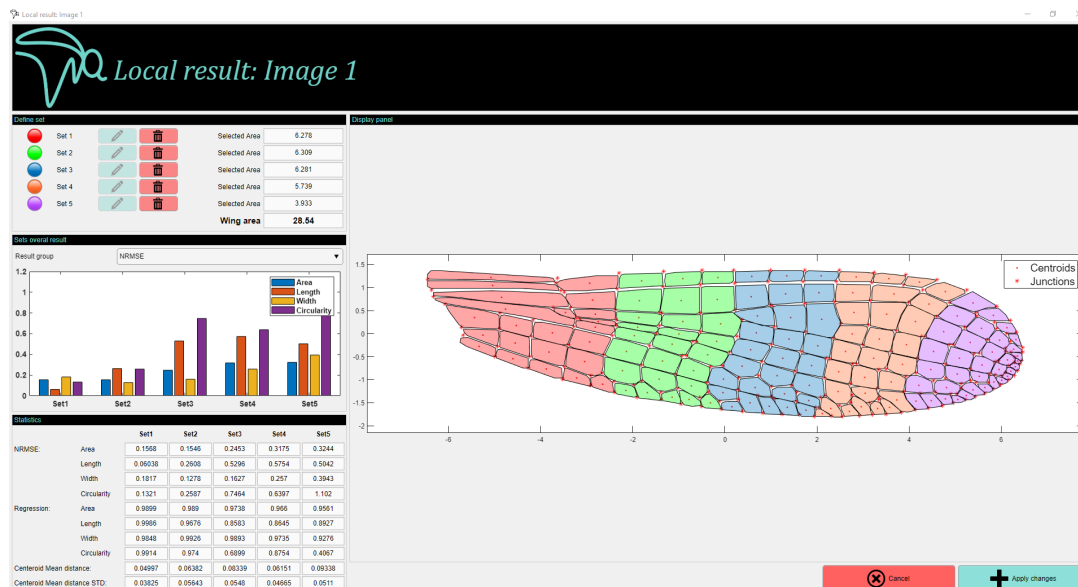 Local result: Image 1
Local result: Image 1
Define set
Set 1 Selected Area 6.278
Set 2 Selected Area 6.309
Set 3 Selected Area 6.281
Set 4 Selected Area 5.739
Set 5 Selected Area 3.933
Wing area 28.54
Sets overal result
Result group NRMSE
1.2
1
0.8
0.6
0.4
0.2
0
Area
Length
Width
Circularity
Set1 Set2 Set3 Set4 Set5
Statistics
Set1 Set2 Set3 Set4 Set5
NRMSE: Area 0.1568 0.1546 0.2453 0.3175 0.3244
Length 0.06038 0.2608 0.5296 0.5754 0.5042
Width 0.1817 0.1278 0.1627 0.257 0.3943
Circularity 0.1321 0.2587 0.7464 0.6397 1.102
Regression: Area 0.9899 0.989 0.9738 0.966 0.9561
Length 0.9986 0.9676 0.8583 0.8645 0.8927
Width 0.9848 0.9926 0.9893 0.9735 0.9276
Circularity 0.9914 0.974 0.6899 0.8754 0.4067
Centeroid Mean distance: 0.04997 0.06382 0.08339 0.06151 0.09338
Centeroid Mean distance STD: 0.03825 0.05643 0.0548 0.04665 0.0511
Display panel
1.5
1
0.5
0
-0.5
-1
-1.5
-2
-6 -4 -2 0 2 4 6
Centroids
Junctions
Cancel
Apply changes